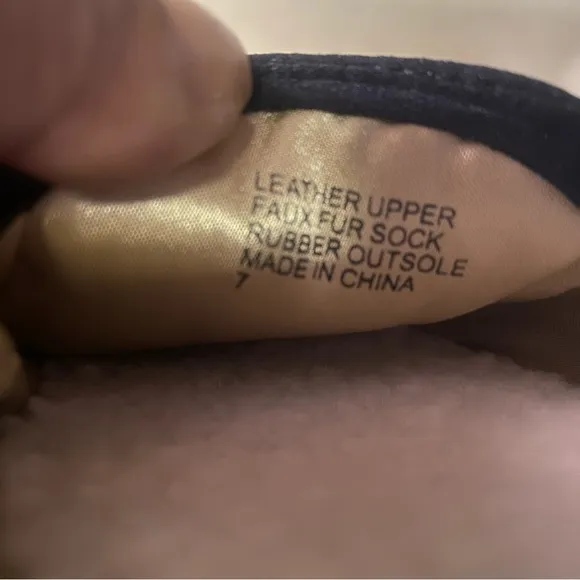 LEATHER UPPER
FAUX FUR SOCK
RUBBER OUTSOLE
MADE IN CHINA
7